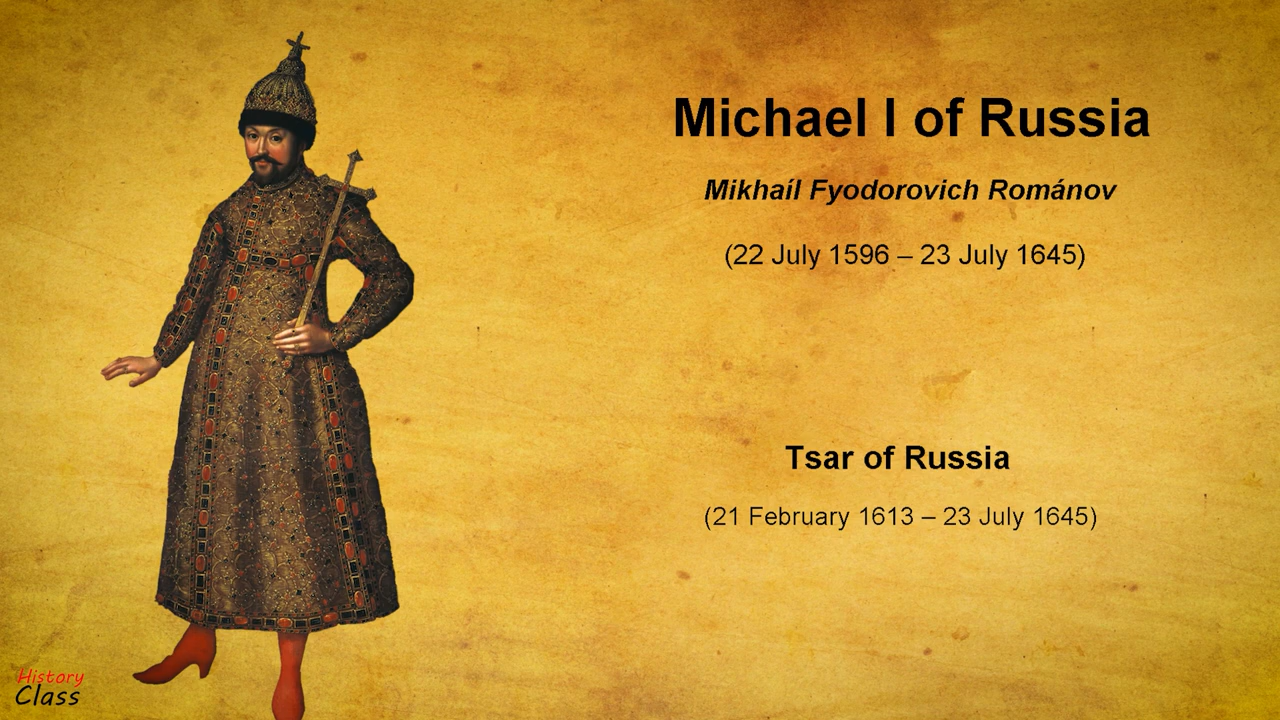 Michael I of Russia
Mikhaíl Fyodorovich Románov
(22 July 1596 – 23 July 1645)
Tsar of Russia
(21 February 1613 – 23 July 1645)
History
Class